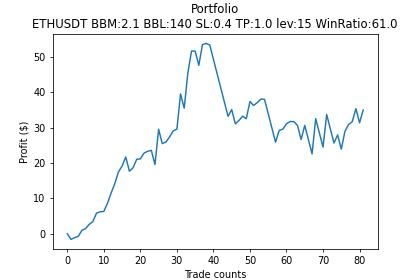 Portfolio
ETHUSDT BBM:2.1 BBL:140 SL:0.4 TP:1.0 lev:15 WinRatio:61.0
50
40
30
20
10
0
Profit ($)
0 10 20 30 40 50 60 70 80
Trade counts